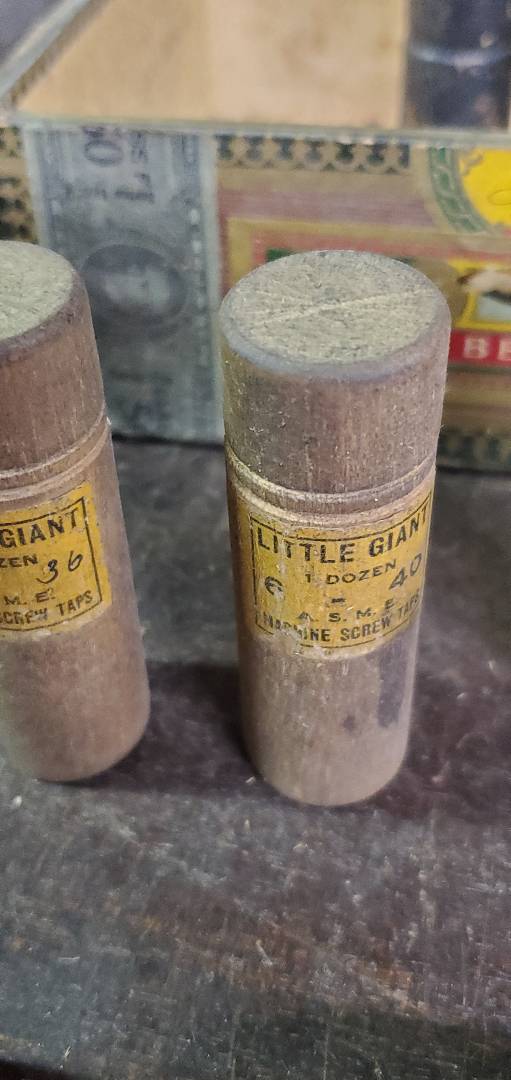 GIANT
ZEN 36
M. E.
SCREW TAPS
LITTLE GIANT
1 DOZEN
6 - 40
A. S. M. E.
MACHINE SCREW TAPS
BE